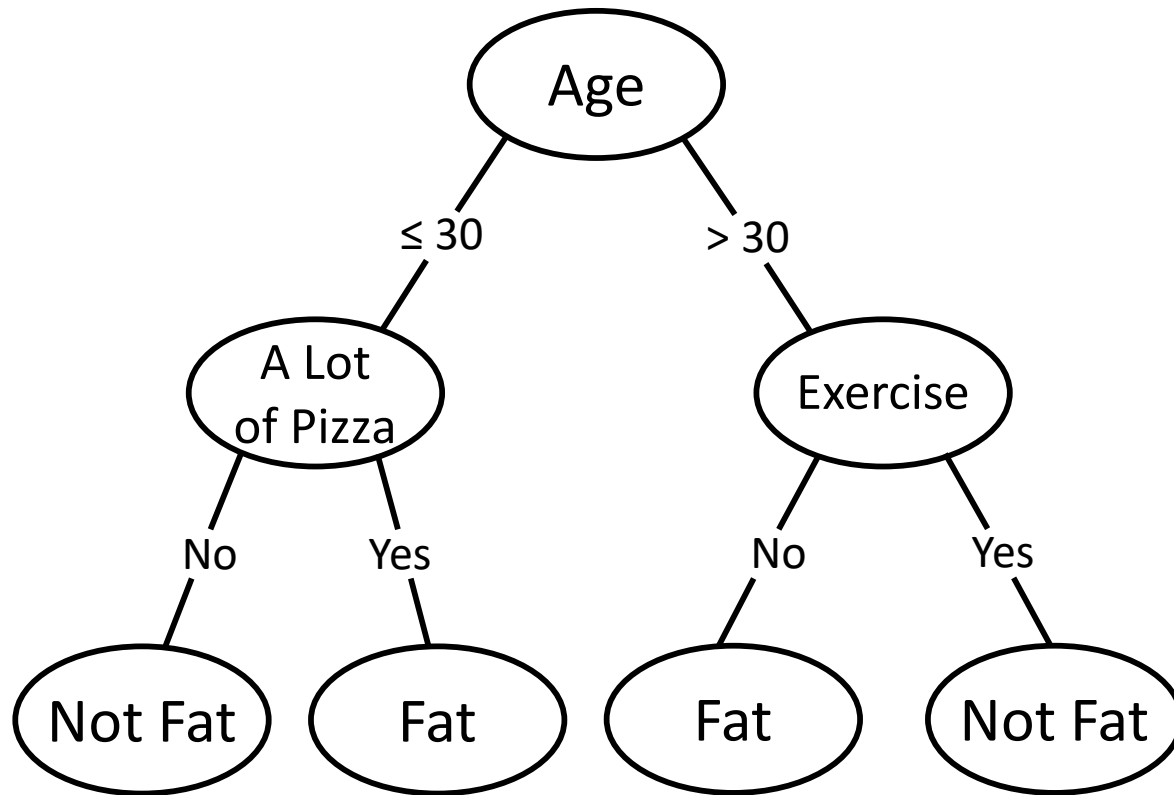 Age
≤ 30
> 30
A Lot
of Pizza
Exercise
No
Yes
No
Yes
Not Fat
Fat
Fat
Not Fat